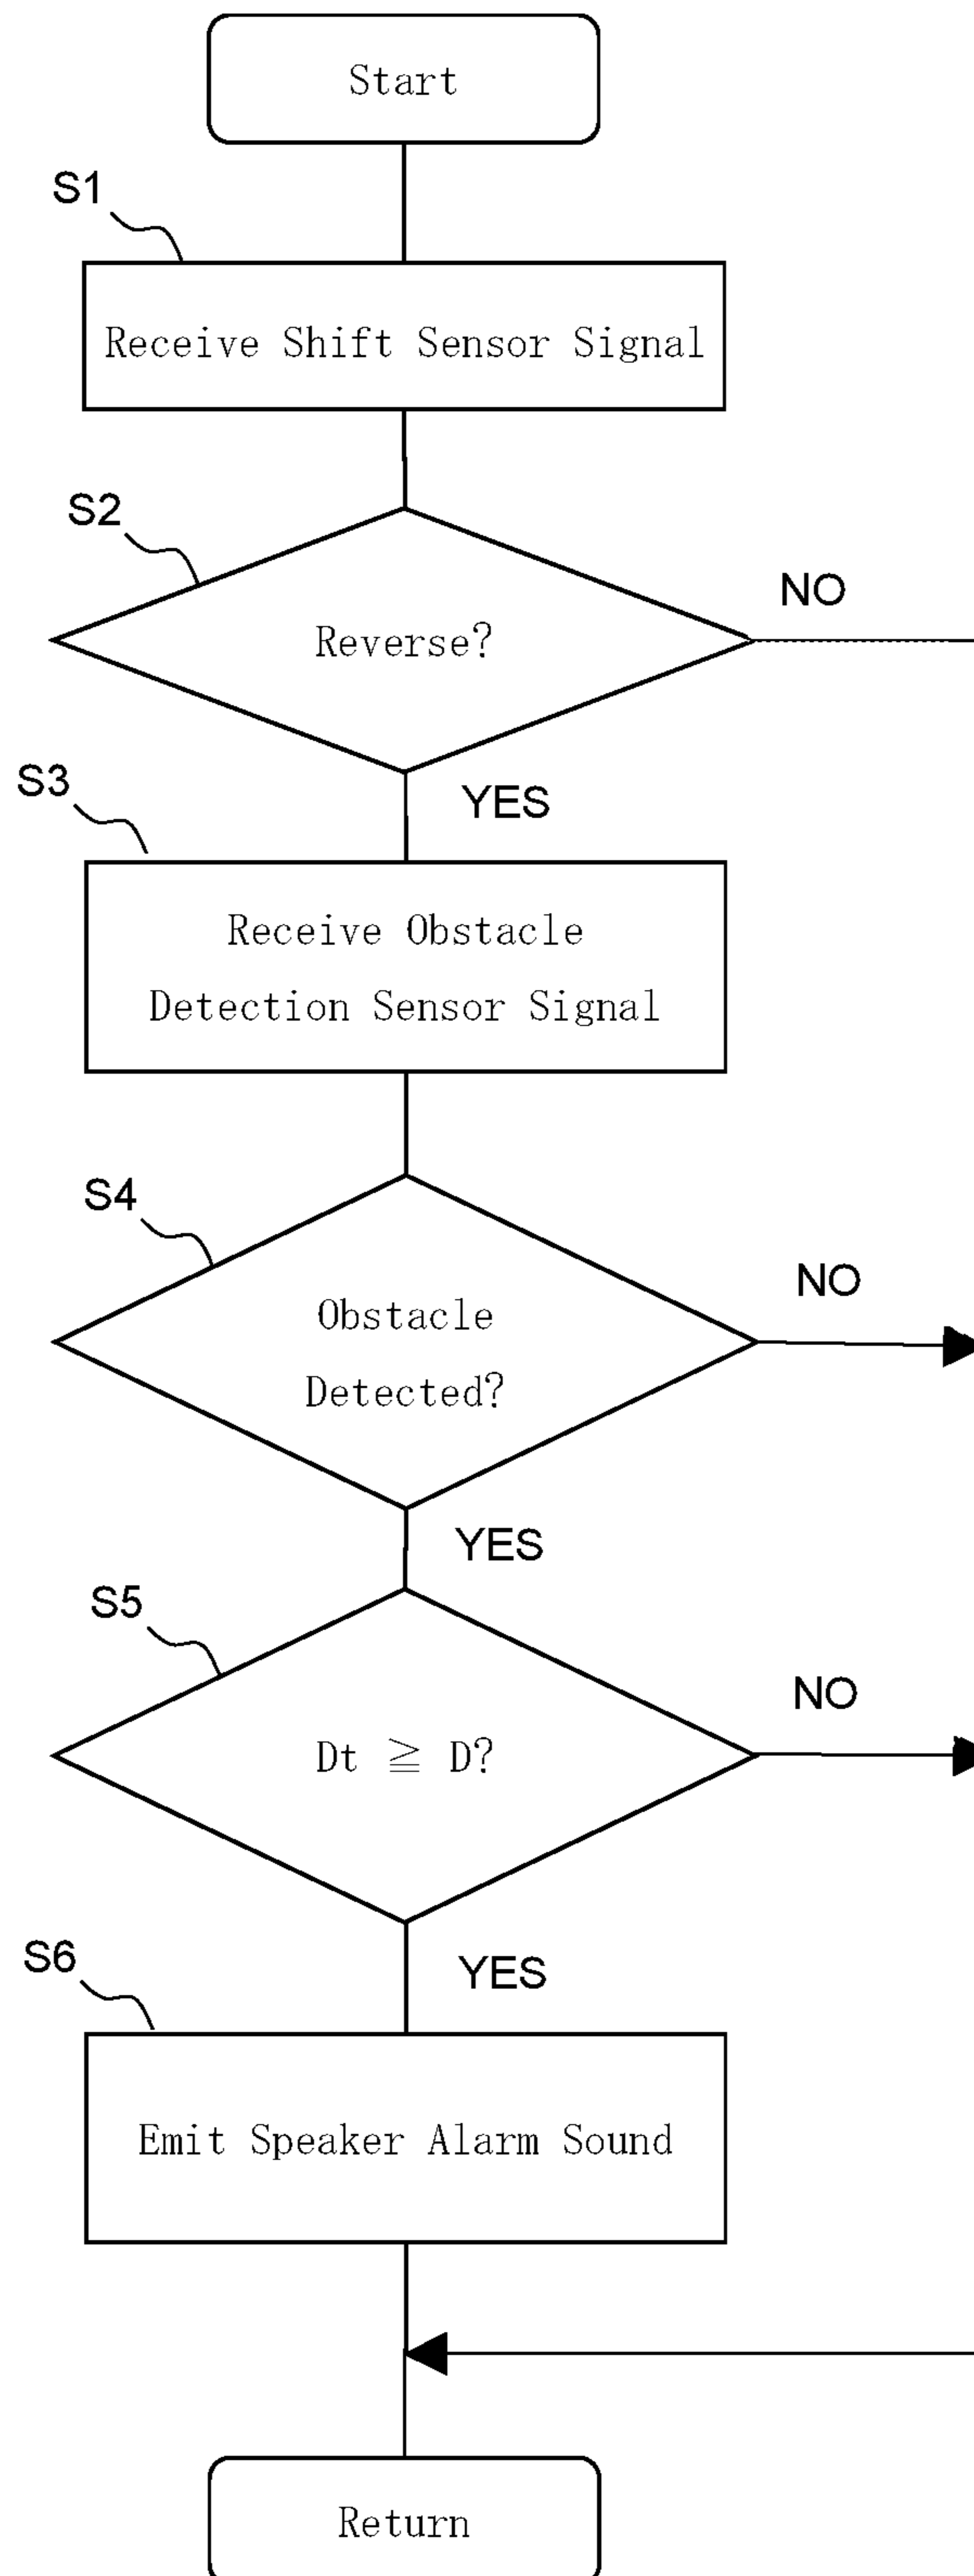 Start
S1
Receive Shift Sensor Signal
S2
Reverse?
NO
YES
S3
Receive Obstacle
Detection Sensor Signal
S4
Obstacle
Detected?
NO
YES
S5
Dt ≧ D?
NO
YES
S6
Emit Speaker Alarm Sound
Return